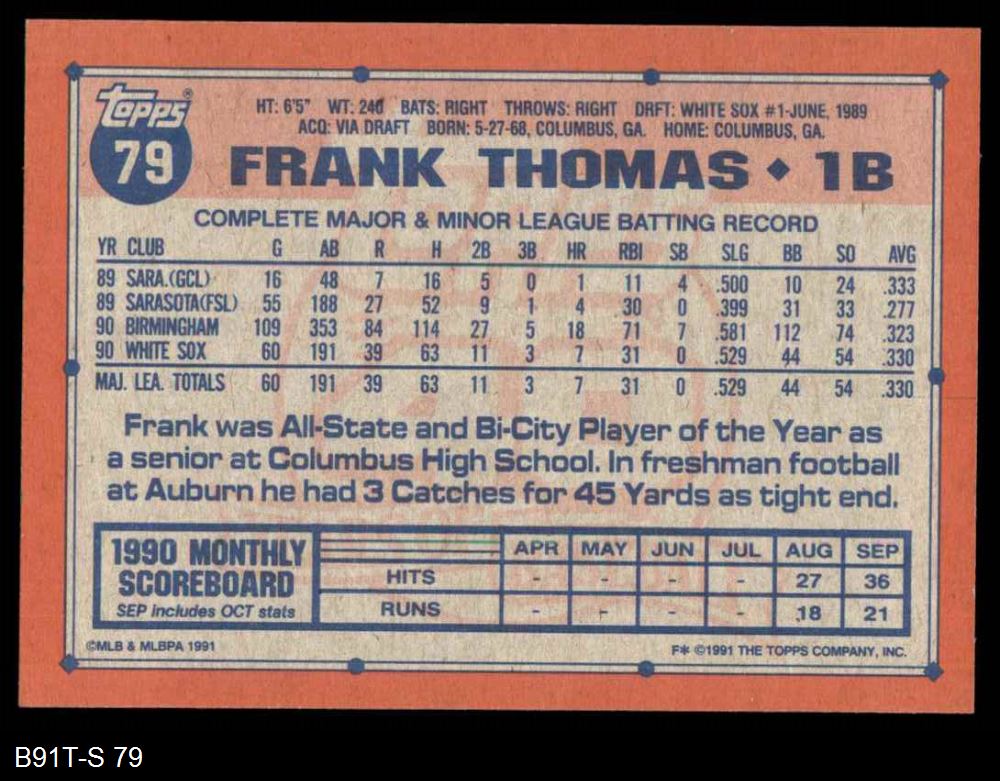 topps®
79
HT: 6'5" WT: 240 BATS: RIGHT THROWS: RIGHT DRFT: WHITE SOX #1-JUNE, 1989
ACQ: VIA DRAFT BORN: 5-27-68, COLUMBUS, GA. HOME: COLUMBUS, GA.
FRANK THOMAS ◆ 1B
COMPLETE MAJOR & MINOR LEAGUE BATTING RECORD
YR CLUB G AB R H 2B 3B HR RBI SB SLG BB SO AVG
89 SARA.(GCL) 16 48 7 16 5 0 1 11 4 .500 10 24 .333
89 SARASOTA(FSL) 55 188 27 52 9 1 4 30 0 .399 31 33 .277
90 BIRMINGHAM 109 353 84 114 27 5 18 71 7 .581 112 74 .323
90 WHITE SOX 60 191 39 63 11 3 7 31 0 .529 44 54 .330
MAJ. LEA. TOTALS 60 191 39 63 11 3 7 31 0 .529 44 54 .330
Frank was All-State and Bi-City Player of the Year as
a senior at Columbus High School. In freshman football
at Auburn he had 3 Catches for 45 Yards as tight end.
1990 MONTHLY
SCOREBOARD
SEP includes OCT stats
APR MAY JUN JUL AUG SEP
HITS - - - - 27 36
RUNS - - - - 18 21
©MLB & MLBPA 1991
F* ©1991 THE TOPPS COMPANY, INC.
B91T-S 79